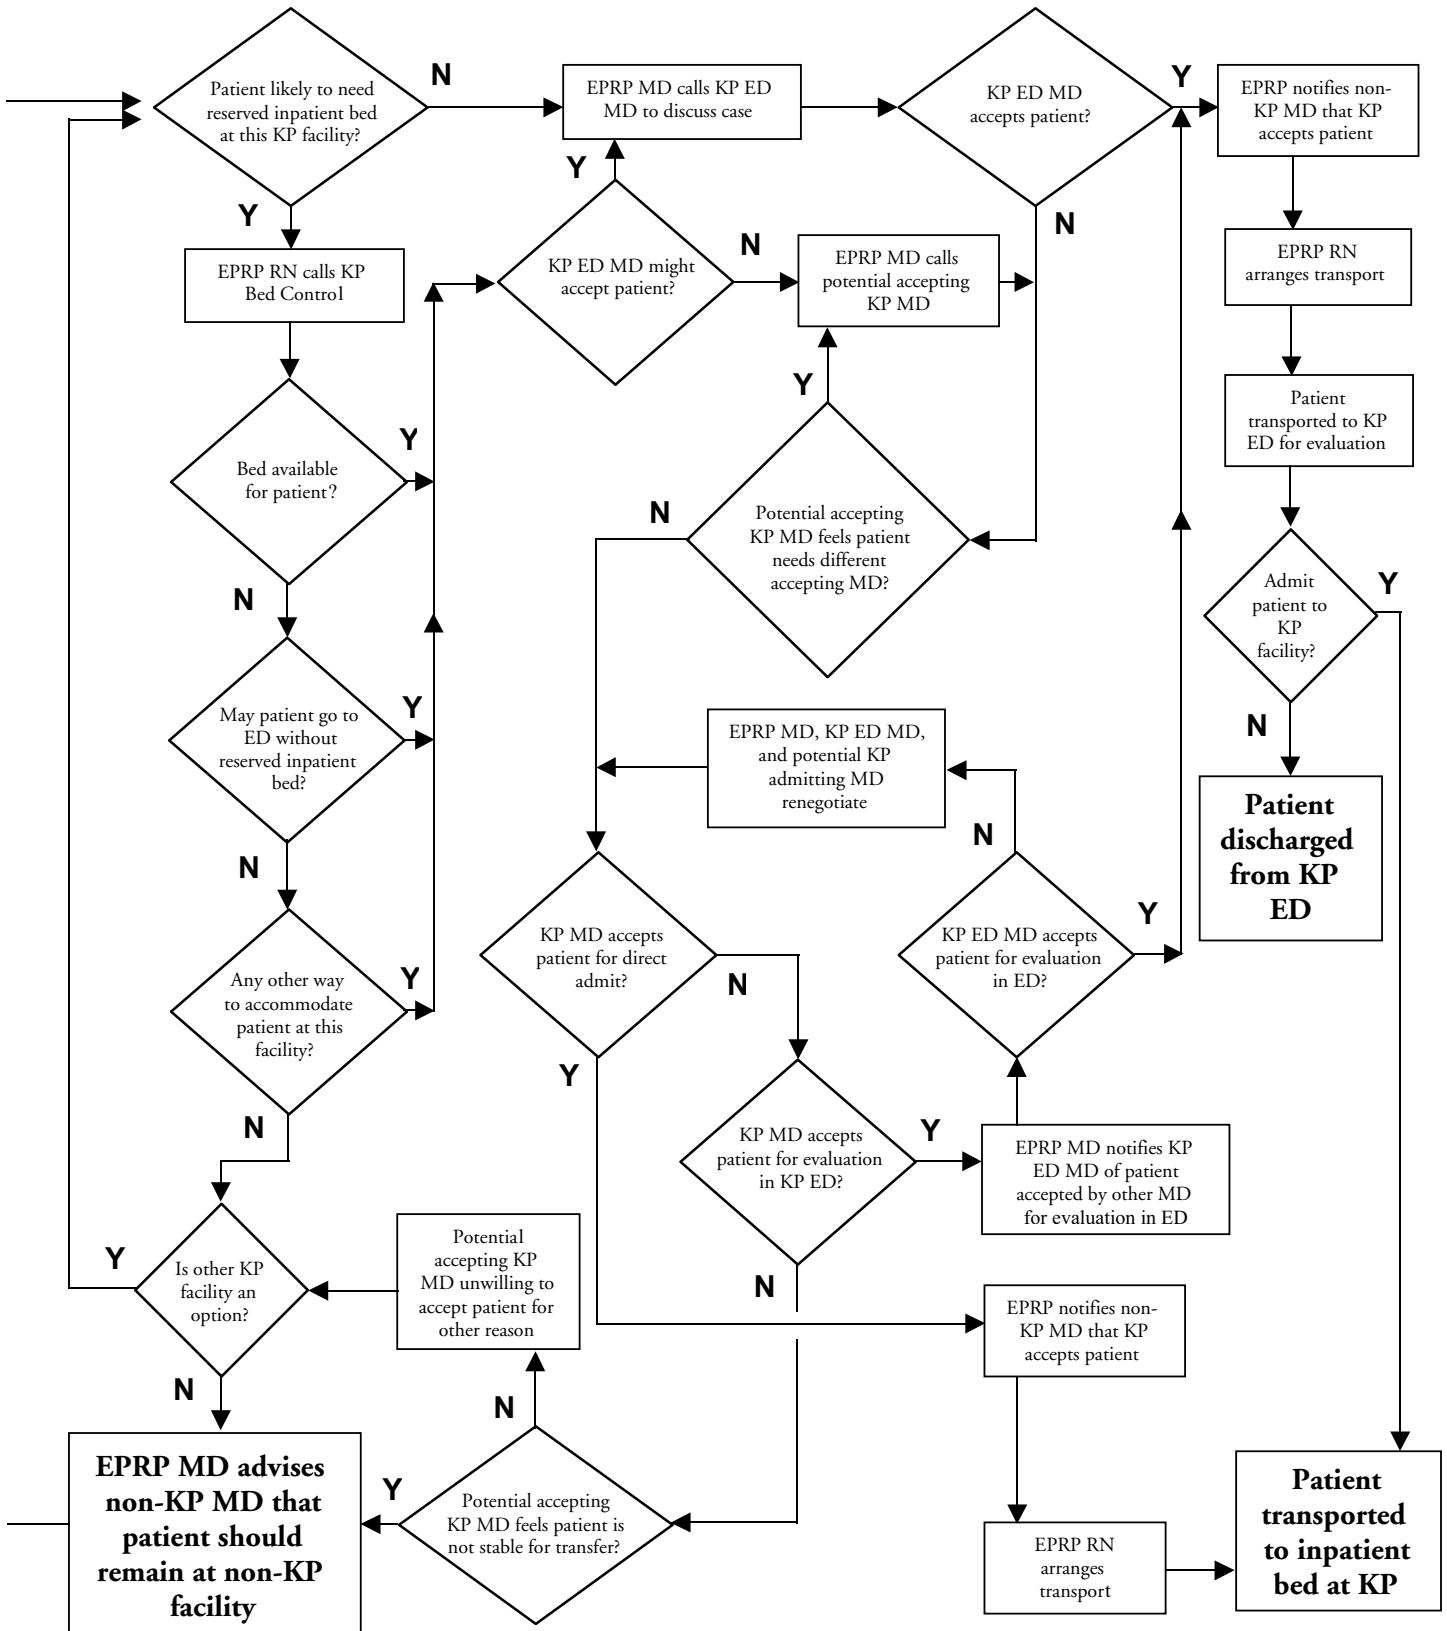 Patient likely to need
reserved inpatient bed
at this KP facility?
N
EPRP MD calls KP ED
MD to discuss case
KP ED MD
accepts patient?
Y
EPRP notifies non-
KP MD that KP
accepts patient
Y
EPRP RN calls KP
Bed Control
Y
KP ED MD might
accept patient?
N
EPRP MD calls
potential accepting
KP MD
N
EPRP RN
arranges transport
Bed available
for patient?
Y
Y
Potential accepting
KP MD feels patient
needs different
accepting MD?
N
Patient
transported to KP
ED for evaluation
N
May patient go to
ED without
reserved inpatient
bed?
Y
Admit
patient to
KP
facility?
Y
N
Patient
discharged
from KP
ED
EPRP MD, KP ED MD,
and potential KP
admitting MD
renegotiate
N
N
Any other way
to accommodate
patient at this
facility?
Y
KP MD accepts
patient for direct
admit?
N
KP ED MD accepts
patient for evaluation
in ED?
Y
Y
N
KP MD accepts
patient for evaluation
in KP ED?
Y
EPRP MD notifies KP
ED MD of patient
accepted by other MD
for evaluation in ED
N
Is other KP
facility an
option?
Y
Potential
accepting KP
MD unwilling to
accept patient for
other reason
EPRP notifies non-
KP MD that KP
accepts patient
N
N
EPRP MD advises
non-KP MD that
patient should
remain at non-KP
facility
Y
Potential accepting
KP MD feels patient is
not stable for transfer?
EPRP RN
arranges
transport
Patient
transported
to inpatient
bed at KP